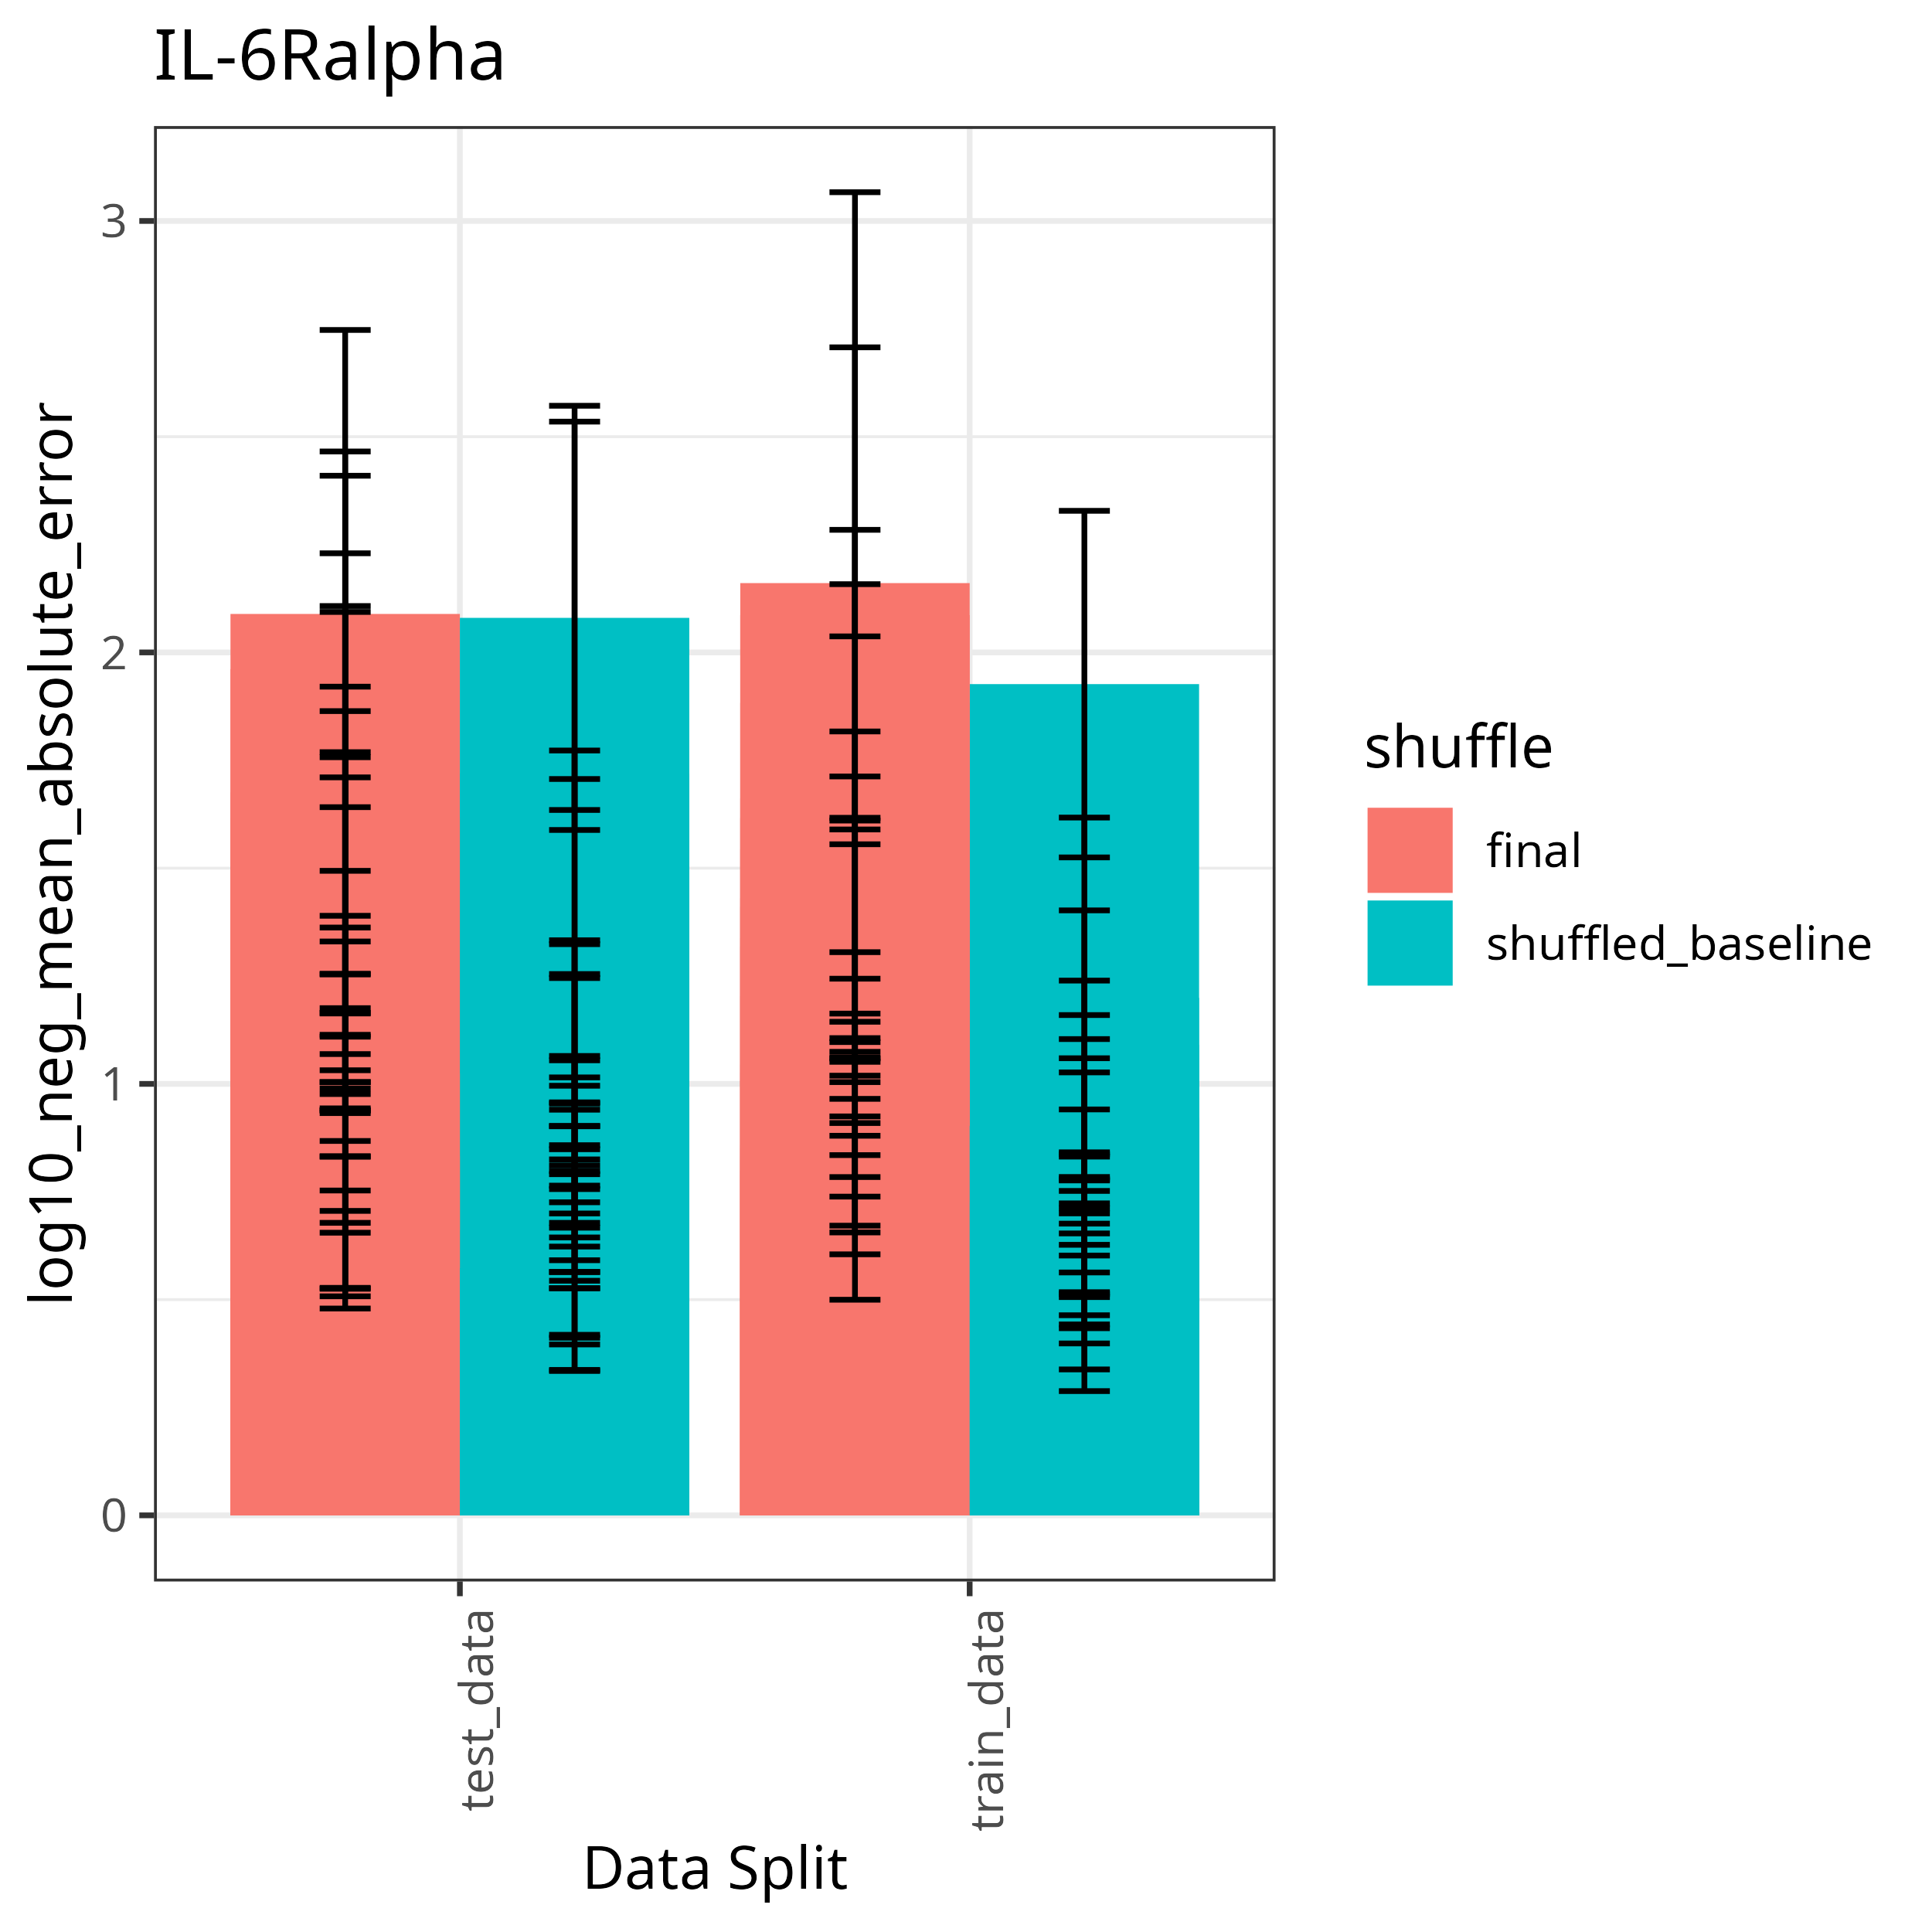 IL-6Ralpha
log10_neg_mean_absolute_error
3
2
1
0
test_data
train_data
Data Split
shuffle
final
shuffled_baseline